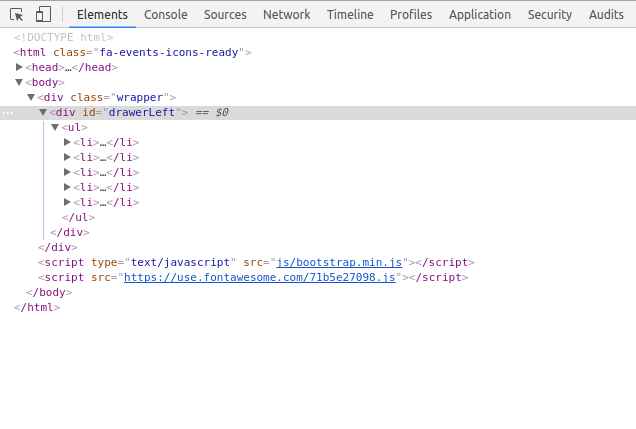 Elements Console Sources Network Timeline Profiles Application Security Audits
<!DOCTYPE html>
<html class="fa-events-icons-ready">
<head>…</head>
<body>
<div class="wrapper">
<div id="drawerLeft"> == $0
<ul>
<li>…</li>
<li>…</li>
<li>…</li>
<li>…</li>
<li>…</li>
</ul>
</div>
</div>
<script type="text/javascript" src="js/bootstrap.min.js"></script>
<script src="https://use.fontawesome.com/71b5e27098.js"></script>
</body>
</html>